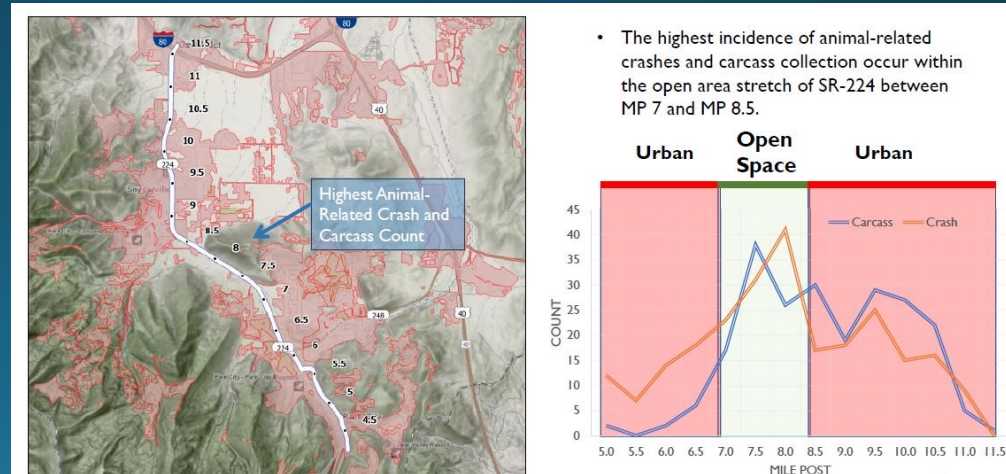 80
80
11.5
11
40
10.5
10
224
9.5
9
8.5
8
7.5
7
6.5
248
40
224
6
5.5
5
4.5
Highest Animal-
Related Crash and
Carcass Count
• The highest incidence of animal-related
crashes and carcass collection occur within
the open area stretch of SR-224 between
MP 7 and MP 8.5.
Urban
Open
Space
Urban
Carcass
Crash
COUNT
45
40
35
30
25
20
15
10
5
0
5.0 5.5 6.0 6.5 7.0 7.5 8.0 8.5 9.0 9.5 10.0 10.5 11.0 11.5
MILE POST